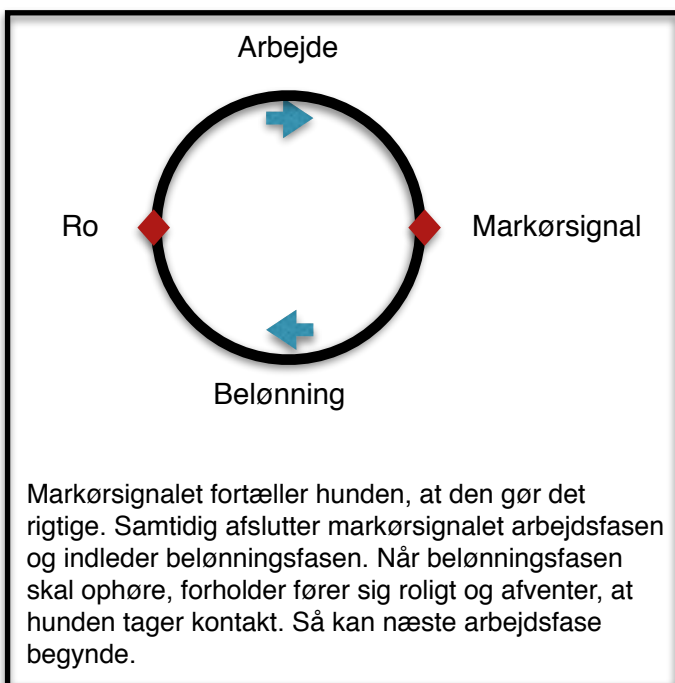 Arbejde
Ro
Markørsignal
Belønning
Markørsignalet fortæller hunden, at den gør det
rigtige. Samtidig afslutter markørsignalet arbejdsfasen
og indleder belønningsfasen. Når belønningsfasen
skal ophøre, forholder fører sig roligt og afventer, at
hunden tager kontakt. Så kan næste arbejdsfase
begynde.